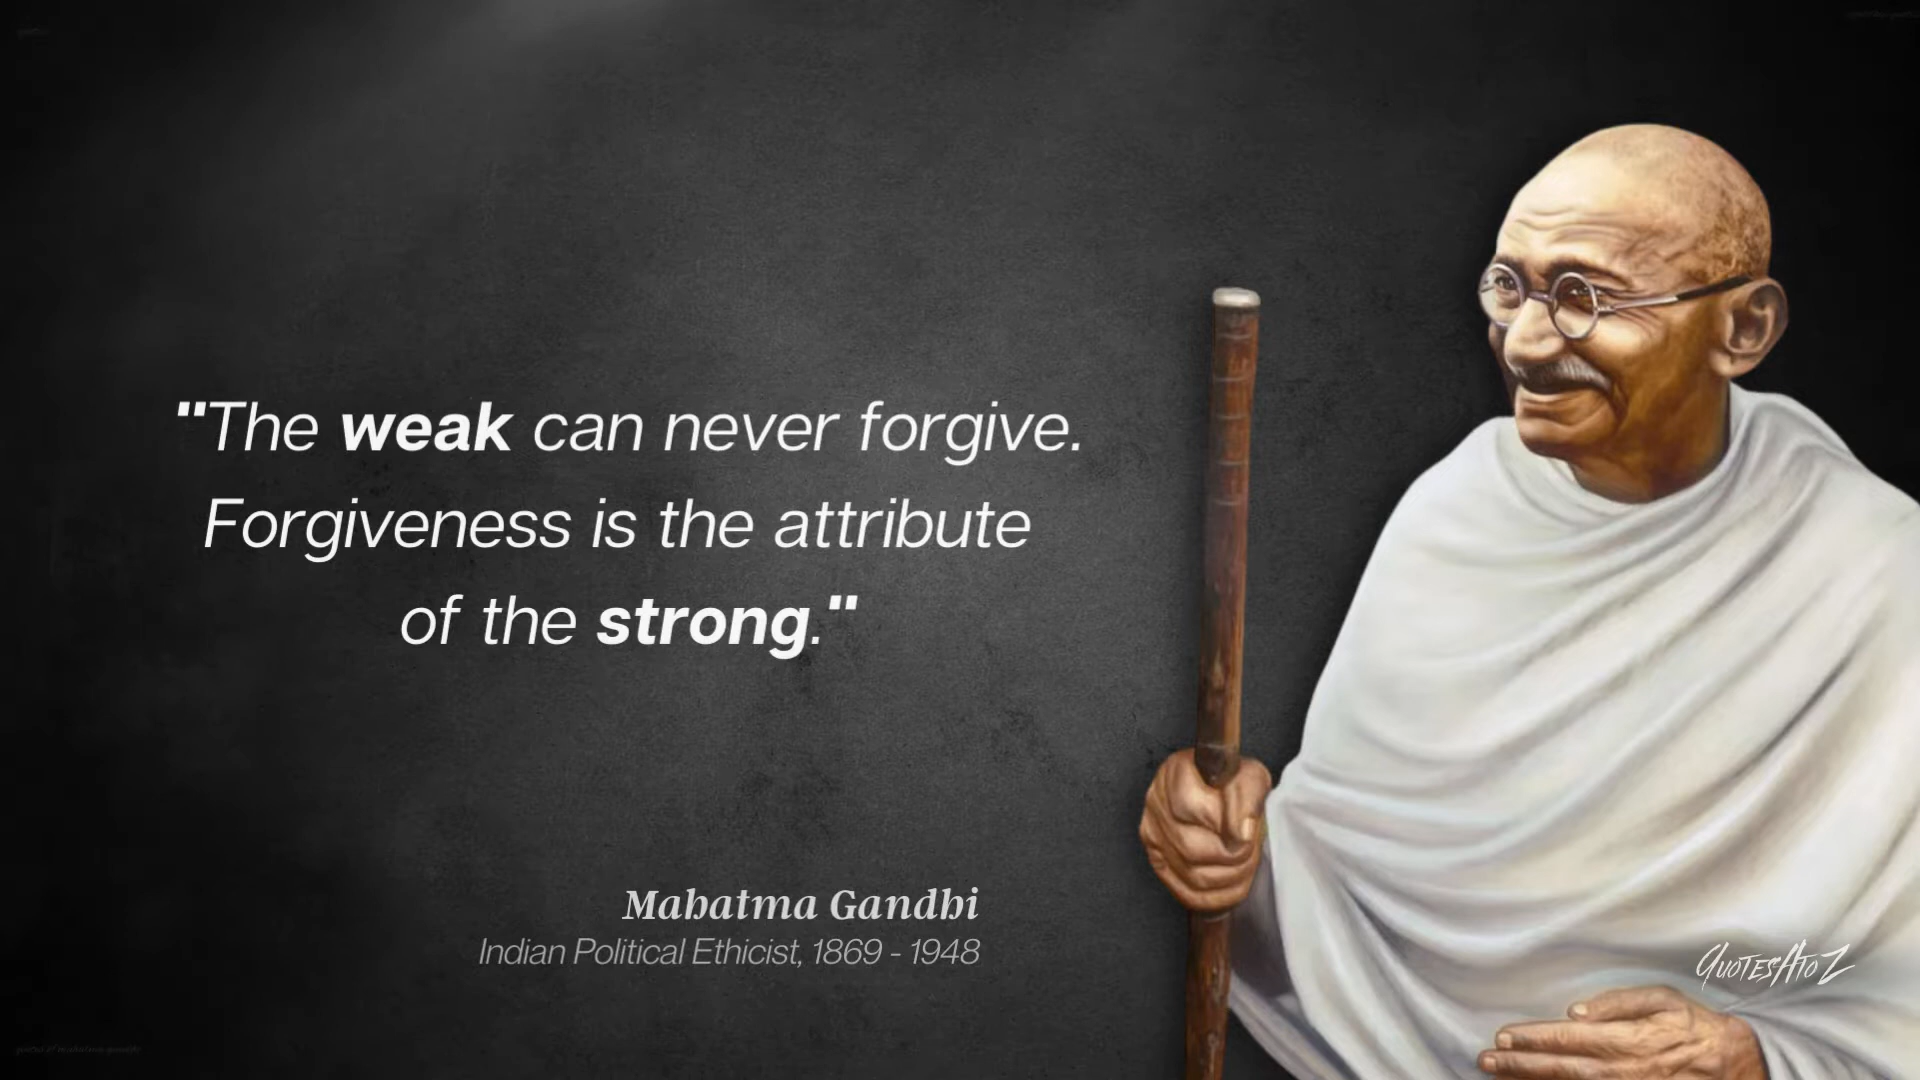 "The weak can never forgive.
Forgiveness is the attribute
of the strong."
Mahatma Gandhi
Indian Political Ethicist, 1869 - 1948
QuotesAtoZ